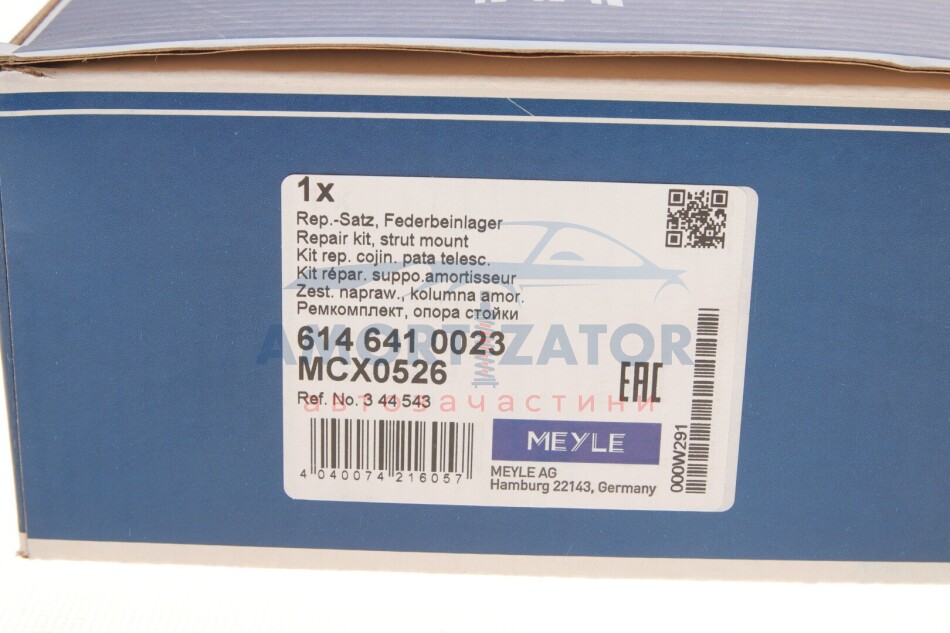 1x
Rep.-Satz, Federbeinlager
Repair kit, strut mount
Kit rep. cojin. pata telesc.
Kit répar. suppo.amortisseur
Zest. napraw., kolumna amor.
Ремкомплект, опора стойки
AMORTIZATOR
614 641 0023
MCX0526
EAC
автозачастини
Ref. No. 3 44 543
4 040074 216057
MEYLE
MEYLE AG
Hamburg 22143, Germany
000W291